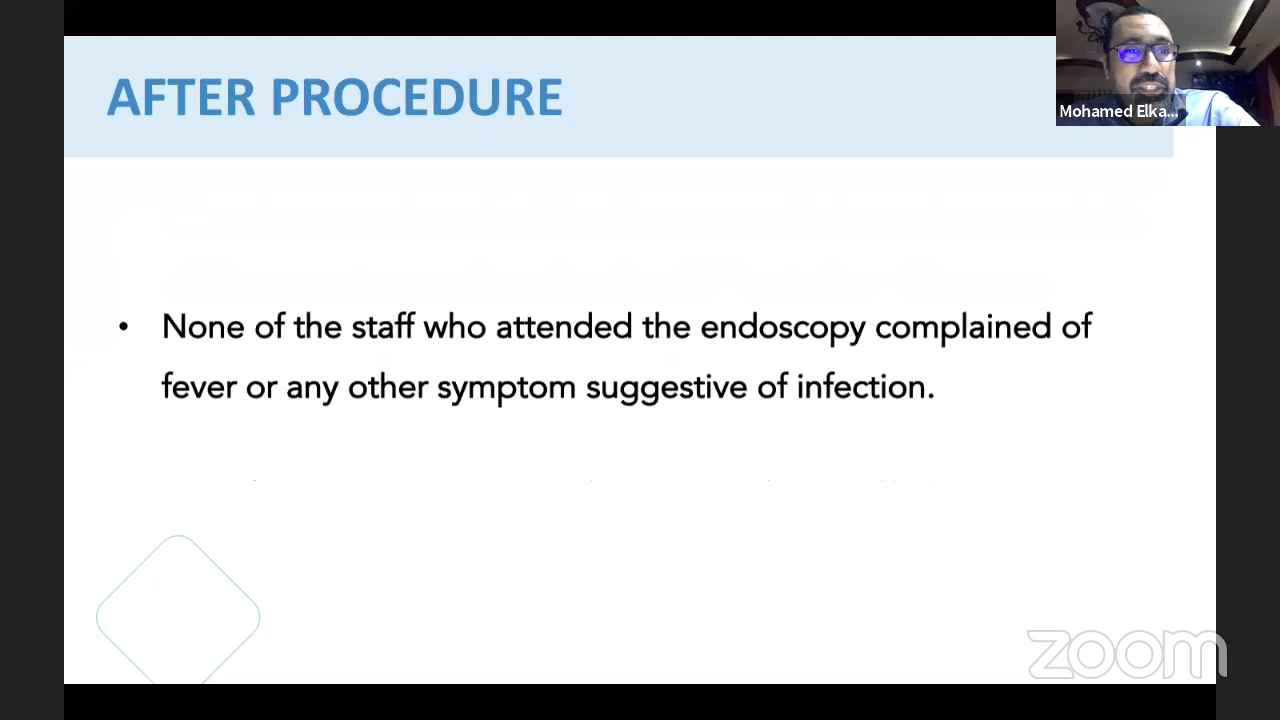 AFTER PROCEDURE
Mohamed Elka...
• None of the staff who attended the endoscopy complained of
fever or any other symptom suggestive of infection.
zoom